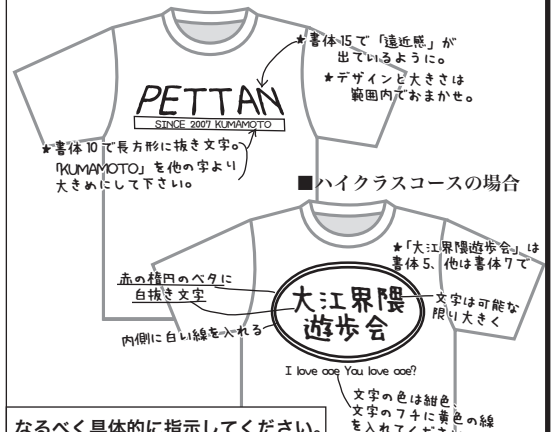 ★書体15で「遠近感」が
出ているように。
★デザインと大きさは
範囲内でおまかせ。
PETTAN
SINCE 2007 KUMAMOTO
★書体10で長方形に抜き文字。
「KUMAMOTO」を他の字より
大きめにして下さい。
■ハイクラスコースの場合
★「大江界隈遊歩会」は
書体5、他は書体7で
赤の楕円のベタに
白抜き文字
大江界隈
遊歩会
文字は可能な
限り大きく
内側に白い線を入れる
I love ooe You love ooe?
文字の色は紺色、
文字のフチに黄色の線
を入れてください
なるべく具体的に指示してください。